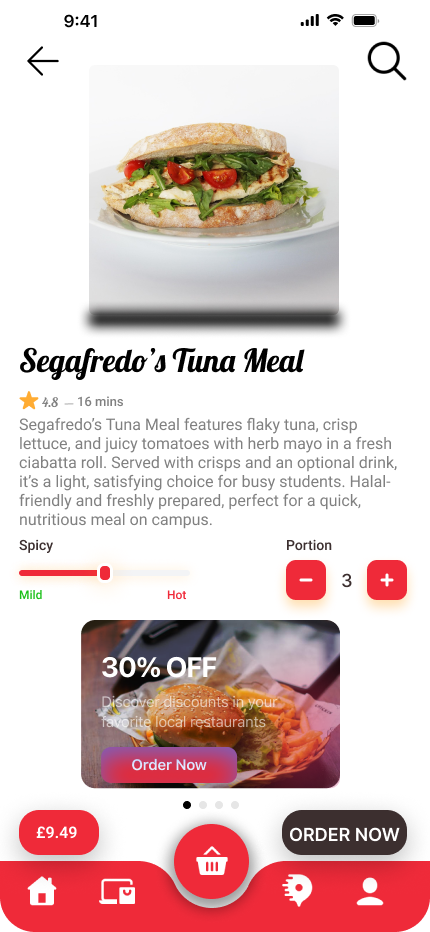 9:41
Segafredo’s Tuna Meal
4.8 — 16 mins
Segafredo’s Tuna Meal features flaky tuna, crisp
lettuce, and juicy tomatoes with herb mayo in a fresh
ciabatta roll. Served with crisps and an optional drink,
it’s a light, satisfying choice for busy students. Halal-
friendly and freshly prepared, perfect for a quick,
nutritious meal on campus.
Spicy
Portion
3
Mild
Hot
30% OFF
Discover discounts in your
favorite local restaurants
Order Now
£9.49
ORDER NOW